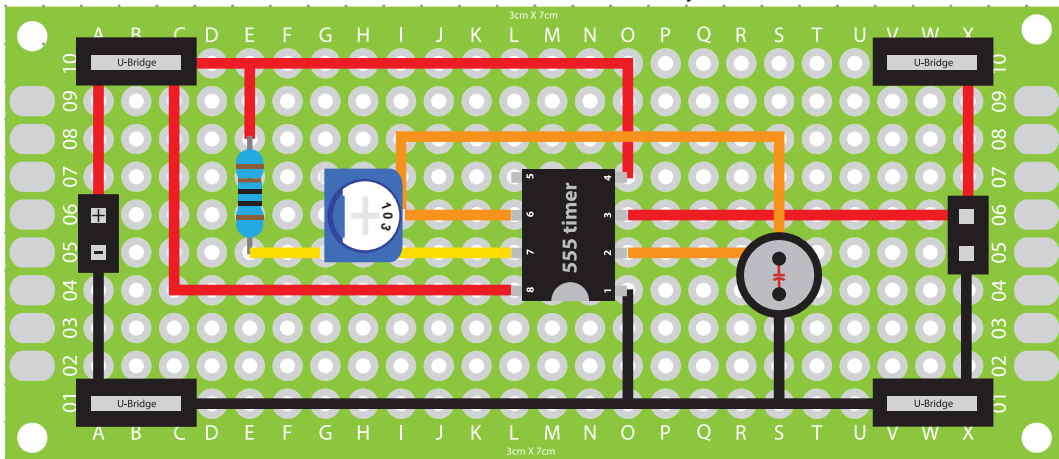 3cm X 7cm
A B C D E F G H I J K L M N O P Q R S T U V W X
10 U-Bridge U-Bridge 10
09 09
08 08
07 5 4 07
06 + 103 6 555 timer 3 06
05 - 7 2 05
04 8 1 04
03 03
02 02
01 U-Bridge U-Bridge 01
A B C D E F G H I J K L M N O P Q R S T U V W X
3cm X 7cm